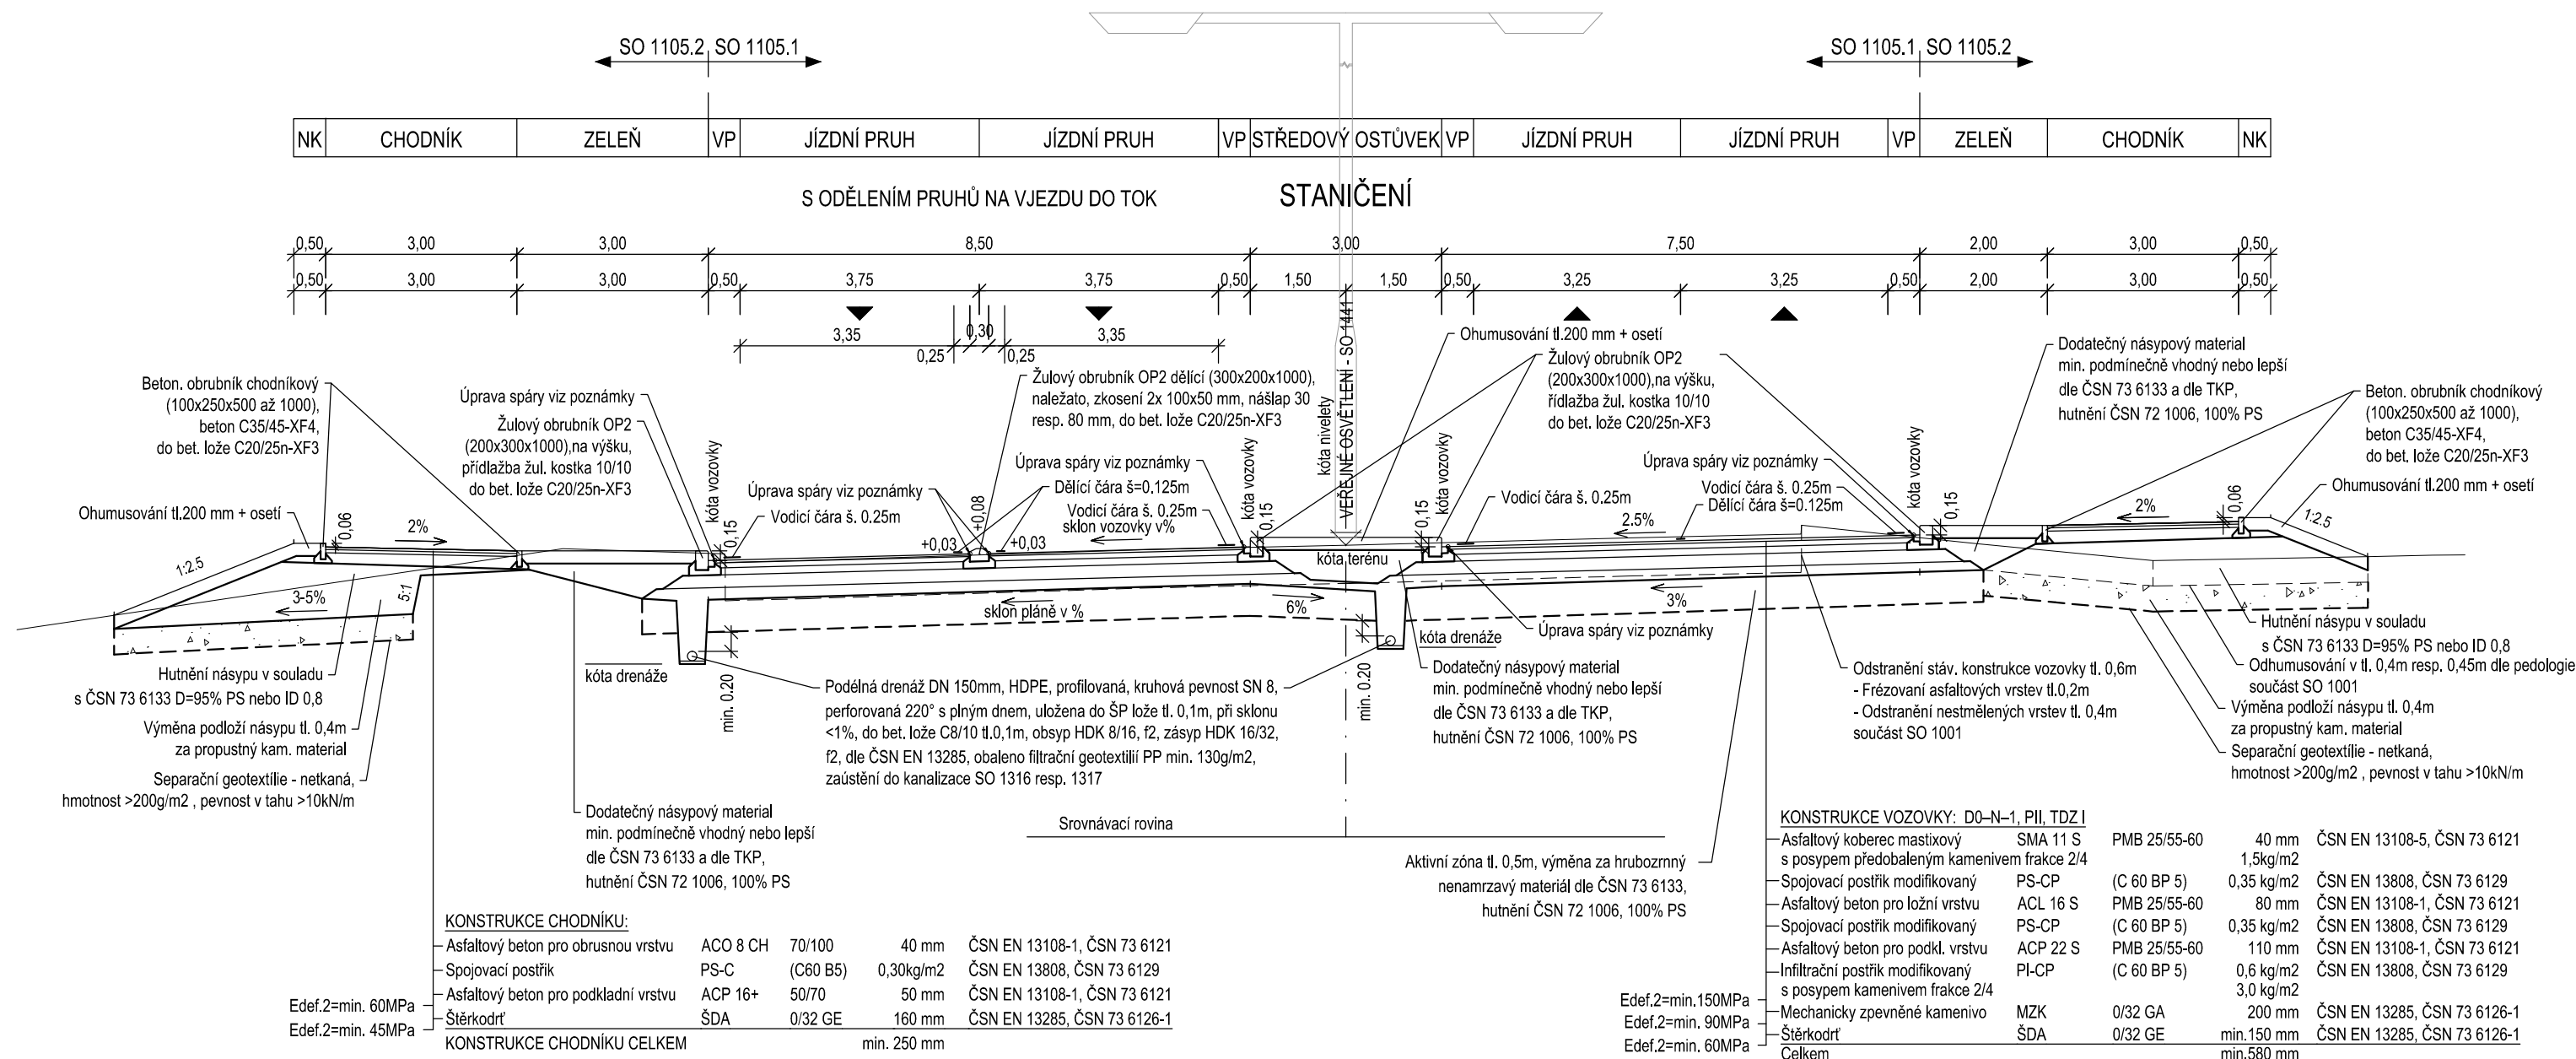 SO 1105.2 SO 1105.1
SO 1105.1 SO 1105.2
NK CHODNÍK ZELEŇ VP JÍZDNÍ PRUH JÍZDNÍ PRUH VP STŘEDOVÝ OSTŮVEK VP JÍZDNÍ PRUH JÍZDNÍ PRUH VP ZELEŇ CHODNÍK NK
S ODĚLENÍM PRUHŮ NA VJEZDU DO TOK
STANIČENÍ
0,50 3,00 3,00 8,50 3,00 7,50 2,00 3,00 0,50
0,50 3,00 3,00 0,50 3,75 3,75 0,50 1,50 1,50 0,50 3,25 3,25 0,50 2,00 3,00 0,50
3,35 0,25 0,30 0,25 3,35
Beton. obrubník chodníkový
(100x250x500 až 1000),
beton C35/45-XF4,
do bet. lože C20/25n-XF3
Ohumusování tl.200 mm + osetí
Úprava spáry viz poznámky
Žulový obrubník OP2
(200x300x1000),na výšku,
přídlažba žul. kostka 10/10
do bet. lože C20/25n-XF3
kóta vozovky
0,15
Úprava spáry viz poznámky
Vodicí čára š. 0.25m
Žulový obrubník OP2 dělící (300x200x1000),
naležato, zkosení 2x 100x50 mm, nášlap 30
resp. 80 mm, do bet. lože C20/25n-XF3
Úprava spáry viz poznámky
Dělící čára š=0.125m
Vodicí čára š. 0.25m
sklon vozovky v%
+0,03
+0,08
+0,03
kóta vozovky
0,15
kóta nivelety
VEŘEJNÉ OSVĚTLENÍ - SO 1441
Ohumusování tl.200 mm + osetí
Žulový obrubník OP2
(200x300x1000),na výšku,
řídlažba žul. kostka 10/10
do bet. lože C20/25n-XF3
0,15
kóta vozovky
Vodicí čára š. 0.25m
Úprava spáry viz poznámky
Vodicí čára š. 0.25m
Dělící čára š=0.125m
2.5%
kóta vozovky
0,15
Dodatečný násypový material
min. podmínečně vhodný nebo lepší
dle ČSN 73 6133 a dle TKP,
hutnění ČSN 72 1006, 100% PS
Beton. obrubník chodníkový
(100x250x500 až 1000),
beton C35/45-XF4,
do bet. lože C20/25n-XF3
Ohumusování tl.200 mm + osetí
2%
0,06
1:2.5
0,06
2%
1:2.5
3-5%
5:1
kóta terénu
sklon pláně v %
6%
3%
Hutnění násypu v souladu
s ČSN 73 6133 D=95% PS nebo ID 0,8
Výměna podloží násypu tl. 0,4m
za propustný kam. material
Separační geotextílie - netkaná,
hmotnost >200g/m2 , pevnost v tahu >10kN/m
kóta drenáže
min. 0.20
Podélná drenáž DN 150mm, HDPE, profilovaná, kruhová pevnost SN 8,
perforovaná 220° s plným dnem, uložena do ŠP lože tl. 0,1m, při sklonu
<1%, do bet. lože C8/10 tl.0,1m, obsyp HDK 8/16, f2, zásyp HDK 16/32,
f2, dle ČSN EN 13285, obaleno filtrační geotextilií PP min. 130g/m2,
zaústění do kanalizace SO 1316 resp. 1317
min. 0.20
kóta drenáže
Úprava spáry viz poznámky
Dodatečný násypový material
min. podmínečně vhodný nebo lepší
dle ČSN 73 6133 a dle TKP,
hutnění ČSN 72 1006, 100% PS
Odstranění stáv. konstrukce vozovky tl. 0,6m
- Frézovaní asfaltových vrstev tl.0,2m
- Odstranění nestmělených vrstev tl. 0,4m
součást SO 1001
Hutnění násypu v souladu
s ČSN 73 6133 D=95% PS nebo ID 0,8
Odhumusování v tl. 0,4m resp. 0,45m dle pedologie
součást SO 1001
Výměna podloží násypu tl. 0,4m
za propustný kam. material
Separační geotextílie - netkaná,
hmotnost >200g/m2 , pevnost v tahu >10kN/m
Dodatečný násypový material
min. podmínečně vhodný nebo lepší
dle ČSN 73 6133 a dle TKP,
hutnění ČSN 72 1006, 100% PS
Srovnávací rovina
Aktivní zóna tl. 0,5m, výměna za hrubozrnný
nenamrzavý materiál dle ČSN 73 6133,
hutnění ČSN 72 1006, 100% PS
KONSTRUKCE CHODNÍKU:
Asfaltový beton pro obrusnou vrstvu ACO 8 CH 70/100 40 mm ČSN EN 13108-1, ČSN 73 6121
Spojovací postřik PS-C (C60 B5) 0,30kg/m2 ČSN EN 13808, ČSN 73 6129
Asfaltový beton pro podkladní vrstvu ACP 16+ 50/70 50 mm ČSN EN 13108-1, ČSN 73 6121
Štěrkodrť ŠDA 0/32 GE 160 mm ČSN EN 13285, ČSN 73 6126-1
KONSTRUKCE CHODNÍKU CELKEM min. 250 mm
Edef.2=min. 60MPa
Edef.2=min. 45MPa
KONSTRUKCE VOZOVKY: D0–N–1, PII, TDZ I
Asfaltový koberec mastixový SMA 11 S PMB 25/55-60 40 mm ČSN EN 13108-5, ČSN 73 6121
s posypem předobaleným kamenivem frakce 2/4 1,5kg/m2
Spojovací postřik modifikovaný PS-CP (C 60 BP 5) 0,35 kg/m2 ČSN EN 13808, ČSN 73 6129
Asfaltový beton pro ložní vrstvu ACL 16 S PMB 25/55-60 80 mm ČSN EN 13108-1, ČSN 73 6121
Spojovací postřik modifikovaný PS-CP (C 60 BP 5) 0,35 kg/m2 ČSN EN 13808, ČSN 73 6129
Asfaltový beton pro podkl. vrstvu ACP 22 S PMB 25/55-60 110 mm ČSN EN 13108-1, ČSN 73 6121
Infiltrační postřik modifikovaný PI-CP (C 60 BP 5) 0,6 kg/m2 ČSN EN 13808, ČSN 73 6129
s posypem kamenivem frakce 2/4 3,0 kg/m2
Mechanicky zpevněné kamenivo MZK 0/32 GA 200 mm ČSN EN 13285, ČSN 73 6126-1
Štěrkodrť ŠDA 0/32 GE min.150 mm ČSN EN 13285, ČSN 73 6126-1
Celkem min.580 mm
Edef.2=min.150MPa
Edef.2=min. 90MPa
Edef.2=min. 60MPa